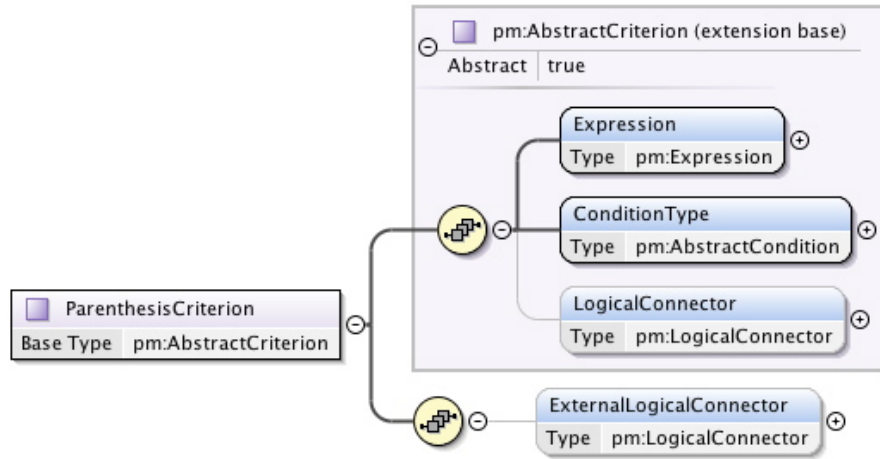 pm:AbstractCriterion (extension base)
Abstract true
Expression
Type pm:Expression
ConditionType
Type pm:AbstractCondition
LogicalConnector
Type pm:LogicalConnector
ParenthesisCriterion
Base Type pm:AbstractCriterion
ExternalLogicalConnector
Type pm:LogicalConnector